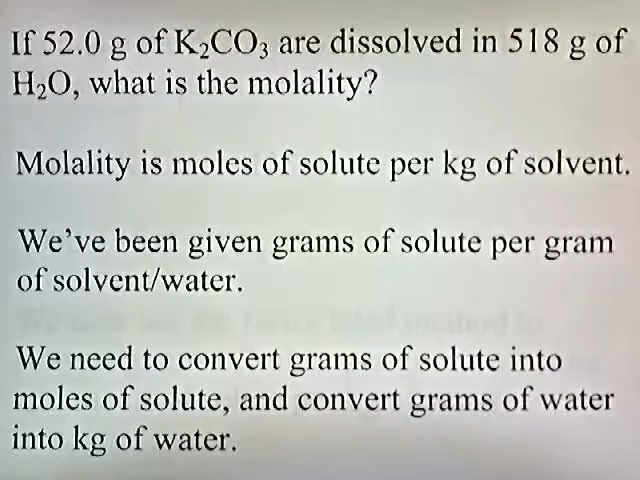 If 52.0 g of K₂CO₃ are dissolved in 518 g of
H₂O, what is the molality?
Molality is moles of solute per kg of solvent.
We've been given grams of solute per gram
of solvent/water.
We need to convert grams of solute into
moles of solute, and convert grams of water
into kg of water.